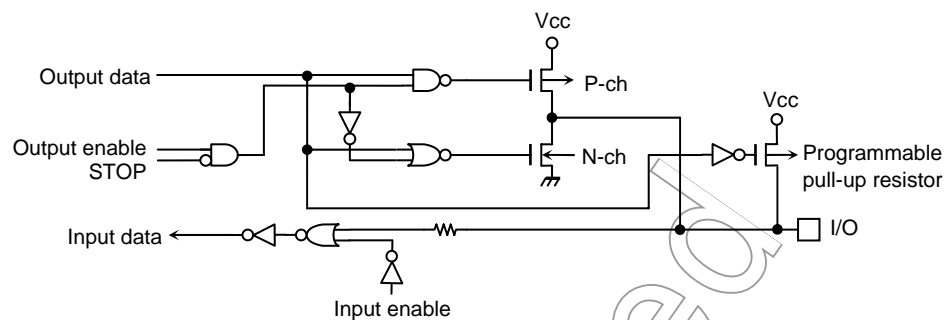 Vcc
Output data
P-ch
Vcc
Output enable
STOP
N-ch
Programmable
pull-up resistor
I/O
Input data
Input enable